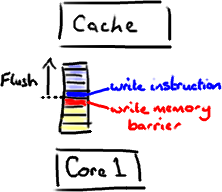 Cache
Flush
write instruction
write memory
barrier
Core 1